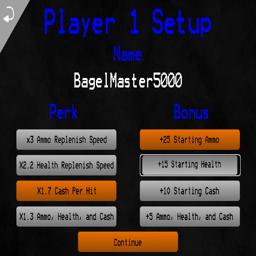 Player 1 Setup
Name
BagelMaster5000
Perk Bonus
x3 Ammo Replenish Speed +25 Starting Ammo
X2.2 Health Replenish Speed +15 Starting Health
X1.7 Cash Per Hit +10 Starting Cash
X1.3 Ammo, Health, and Cash +5 Ammo, Health, and Cash
Continue